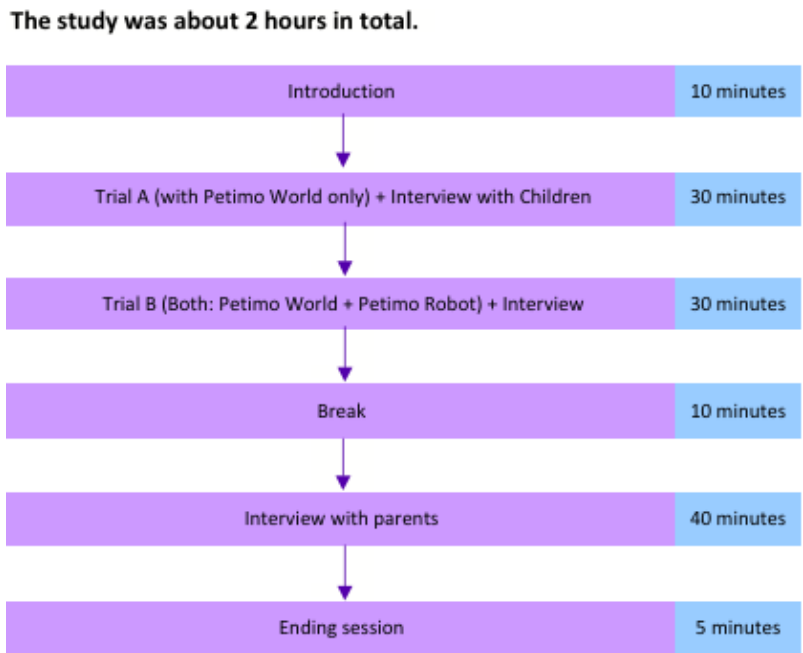 The study was about 2 hours in total.
Introduction 10 minutes
Trial A (with Petimo World only) + Interview with Children 30 minutes
Trial B (Both: Petimo World + Petimo Robot) + Interview 30 minutes
Break 10 minutes
Interview with parents 40 minutes
Ending session 5 minutes